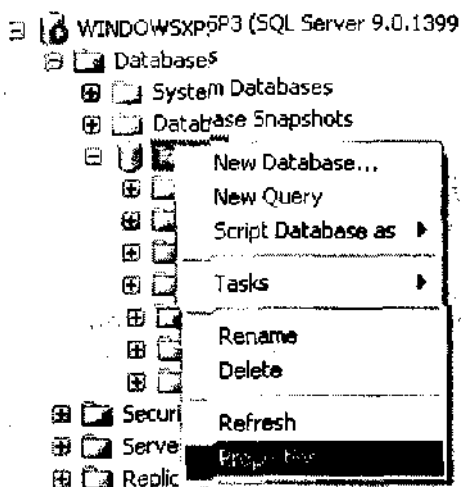 WINDOWSXPSP3 (SQL Server 9.0.1399
Databases
System Databases
Database Snapshots
New Database...
New Query
Script Database as
Tasks
Rename
Delete
Refresh
Properties
Securi
Serve
Replic